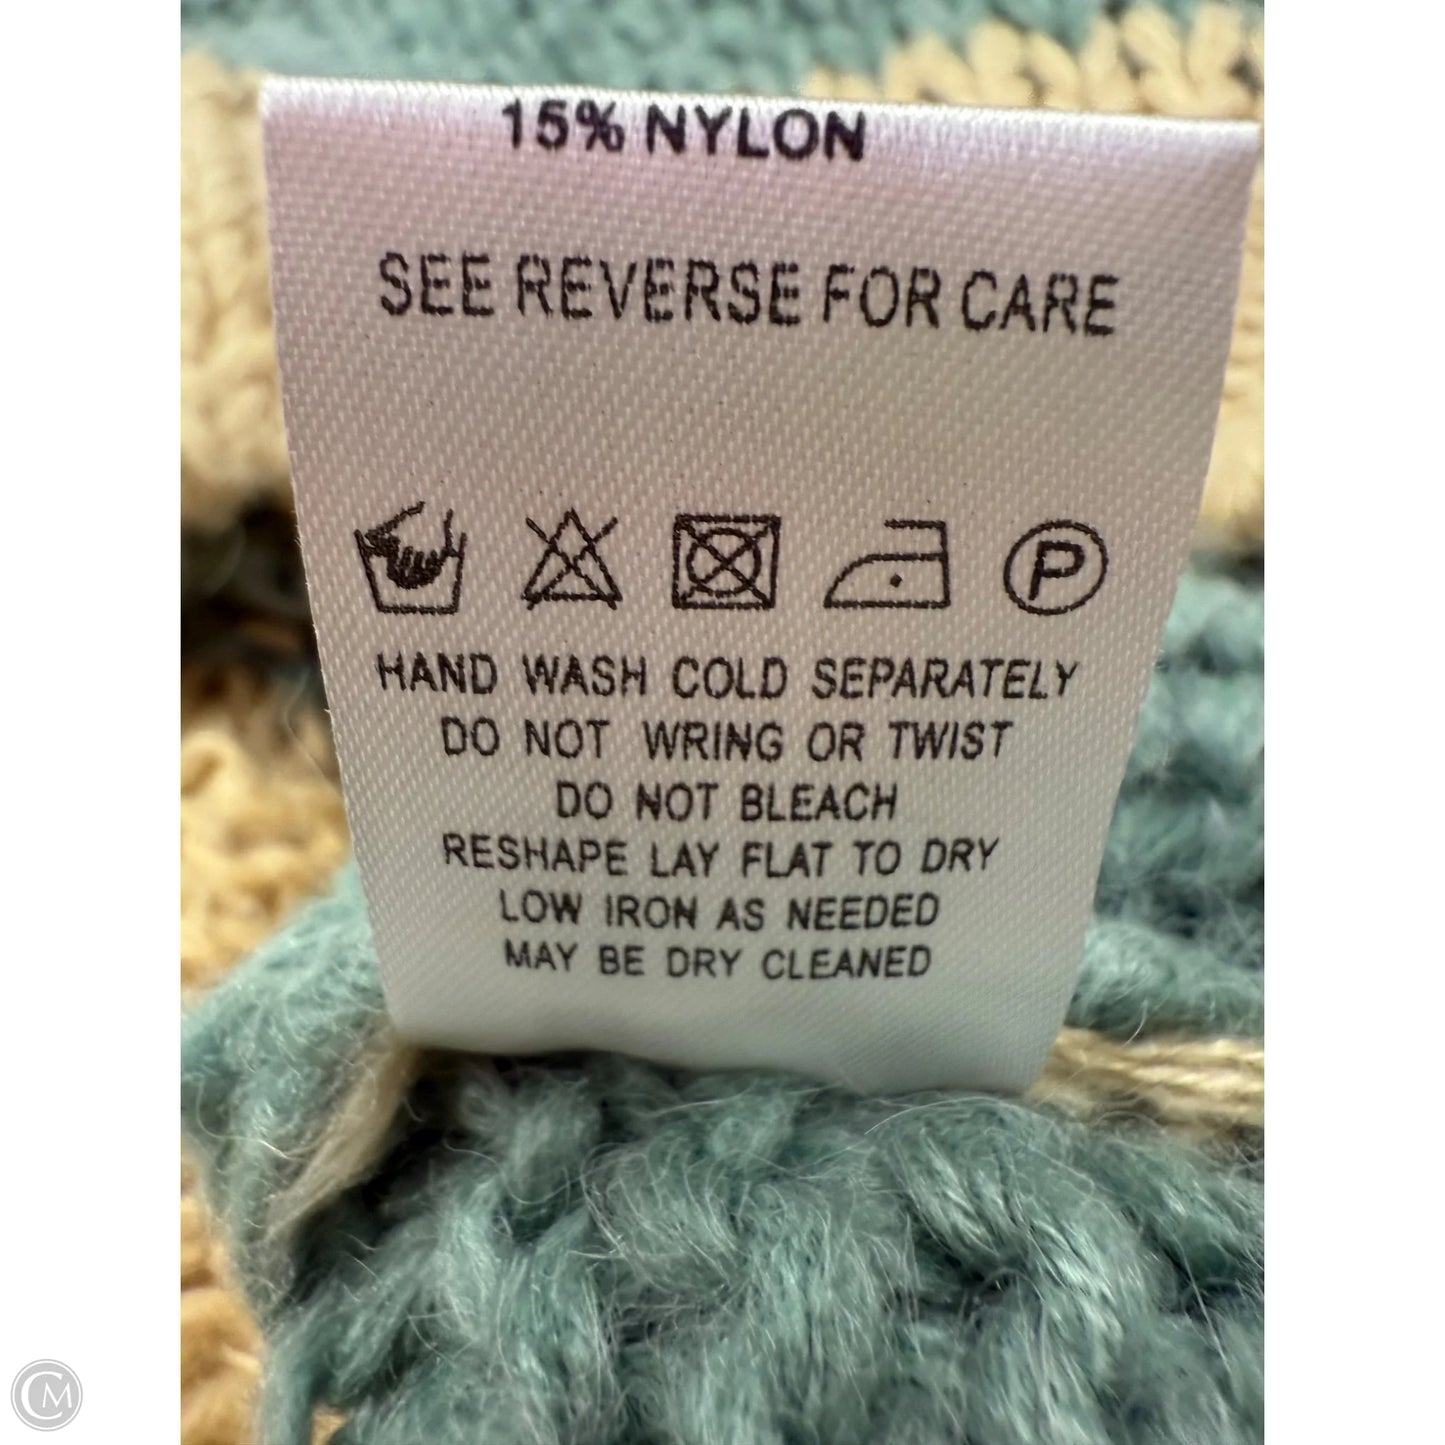 15% NYLON
SEE REVERSE FOR CARE
P
HAND WASH COLD SEPARATELY
DO NOT WRING OR TWIST
DO NOT BLEACH
RESHAPE LAY FLAT TO DRY
LOW IRON AS NEEDED
MAY BE DRY CLEANED
CM